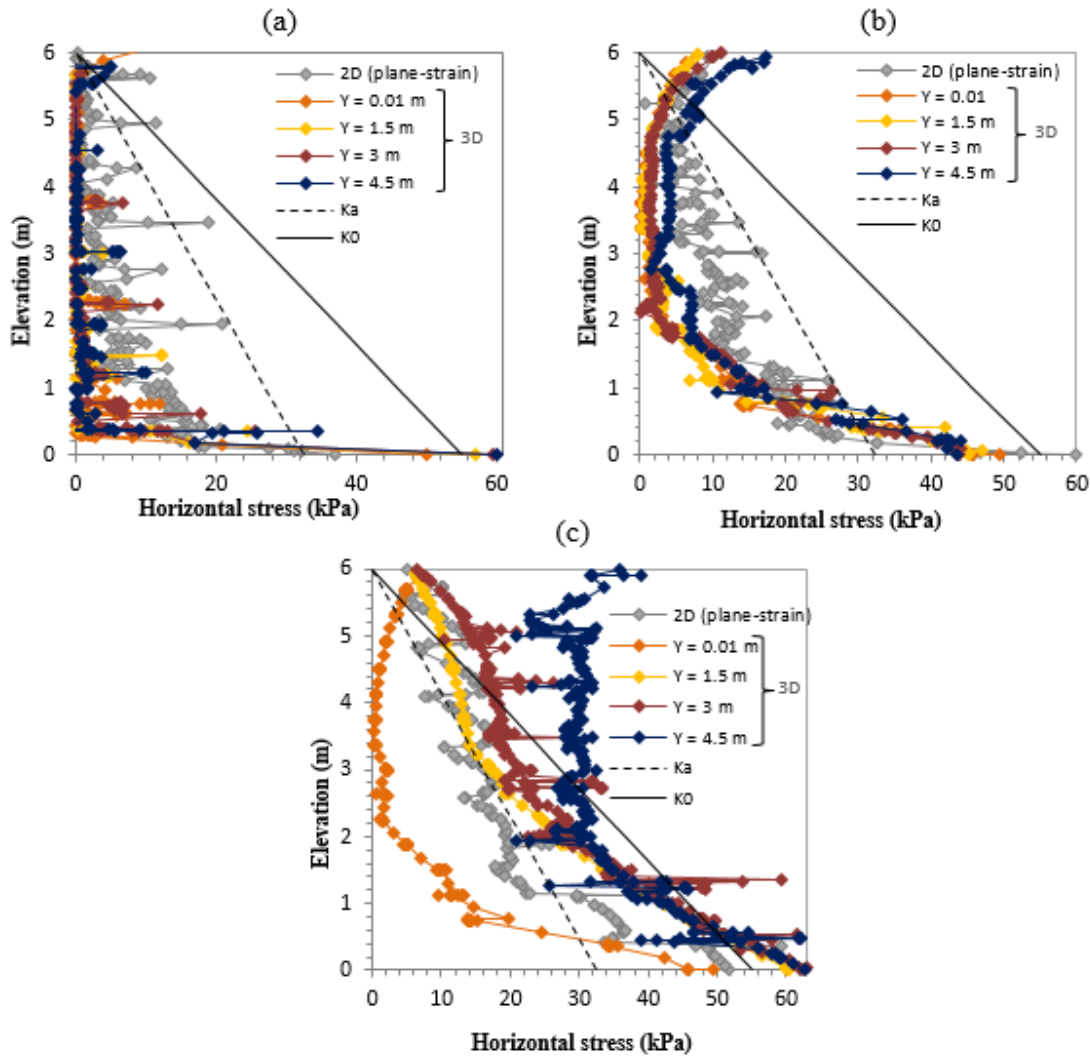 (a)
6
5
4
3
2
1
0
Elevation (m)
2D (plane-strain)
Y = 0.01 m
Y = 1.5 m
Y = 3 m
Y = 4.5 m
3D
Ka
K0
0
20
40
60
Horizontal stress (kPa)
(b)
6
5
4
3
2
1
0
Elevation (m)
2D (plane-strain)
Y = 0.01
Y = 1.5 m
Y = 3 m
Y = 4.5 m
3D
Ka
K0
0
10
20
30
40
50
60
Horizontal stress (kPa)
(c)
6
5
4
3
2
1
0
Elevation (m)
2D (plane-strain)
Y = 0.01 m
Y = 1.5 m
Y = 3 m
Y = 4.5 m
3D
Ka
K0
0
10
20
30
40
50
60
Horizontal stress (kPa)